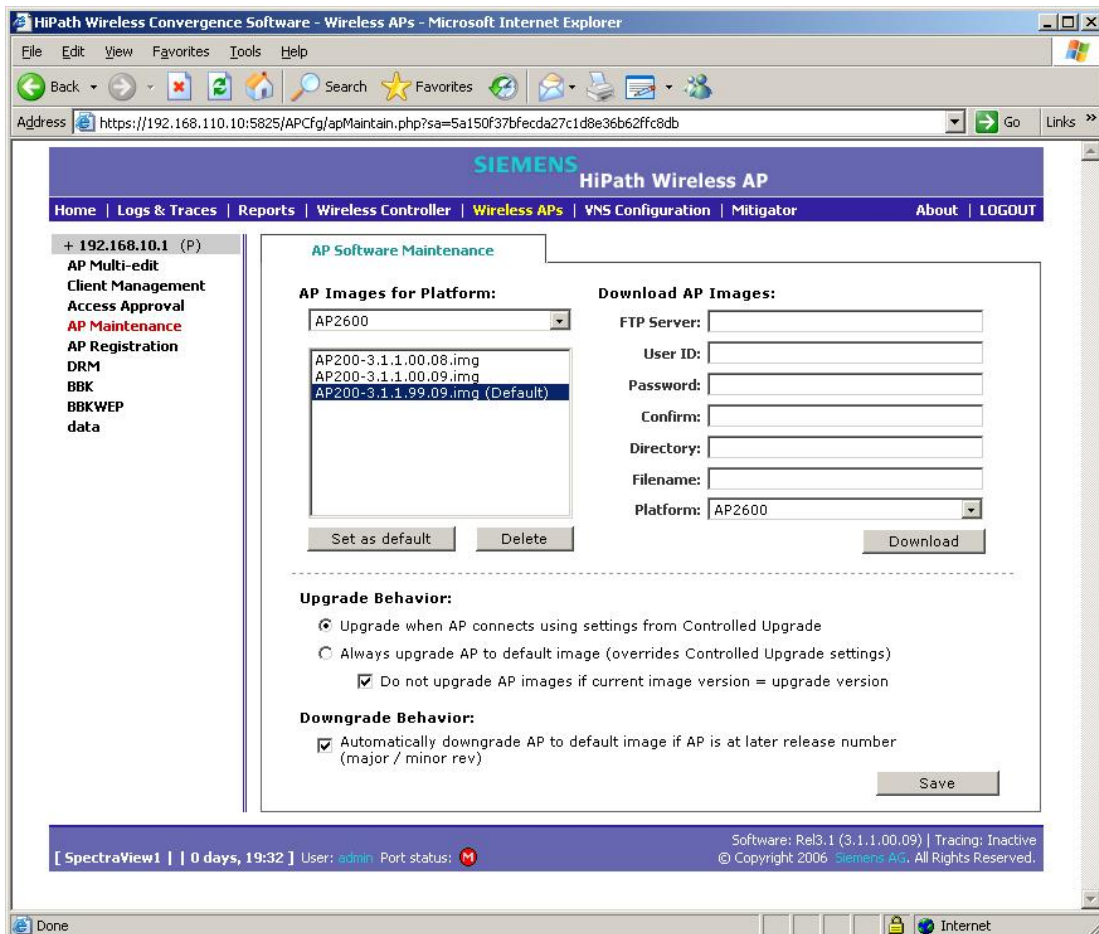 HiPath Wireless Convergence Software - Wireless APs - Microsoft Internet Explorer
File Edit View Favorites Tools Help
Back Search Favorites
Address https://192.168.110.10:5825/APCfg/apMaintain.php?sa=5a150f37bfecda27c1d8e36b62ffc8db Go Links »
SIEMENS
HiPath Wireless AP
Home | Logs & Traces | Reports | Wireless Controller | Wireless APs | VNS Configuration | Mitigator About | LOGOUT
+ 192.168.10.1 (P)
AP Multi-edit
Client Management
Access Approval
AP Maintenance
AP Registration
DRM
BBK
BBKWEP
data
AP Software Maintenance
AP Images for Platform:
AP2600
AP200-3.1.1.00.08.img
AP200-3.1.1.00.09.img
AP200-3.1.1.99.09.img (Default)
Set as default Delete
Download AP Images:
FTP Server:
User ID:
Password:
Confirm:
Directory:
Filename:
Platform: AP2600
Download
Upgrade Behavior:
Upgrade when AP connects using settings from Controlled Upgrade
Always upgrade AP to default image (overrides Controlled Upgrade settings)
Do not upgrade AP images if current image version = upgrade version
Downgrade Behavior:
Automatically downgrade AP to default image if AP is at later release number
(major / minor rev)
Save
[ SpectraView1 | | 0 days, 19:32 ] User: admin Port status: M
Software: Rel3.1 (3.1.1.00.09) | Tracing: Inactive
© Copyright 2006 Siemens AG. All Rights Reserved.
Done Internet